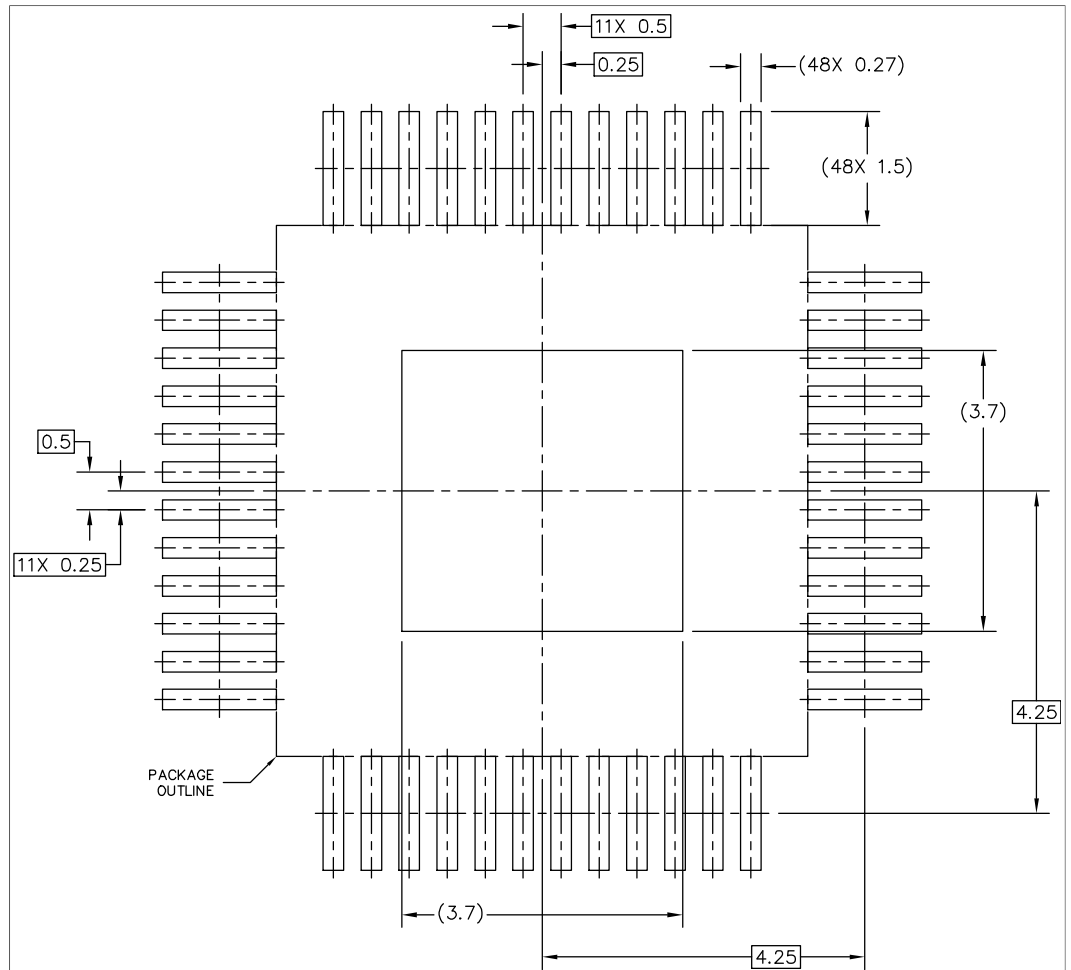 11X 0.5
0.25
(48X 0.27)
(48X 1.5)
(3.7)
0.5
11X 0.25
4.25
PACKAGE
OUTLINE
(3.7)
4.25